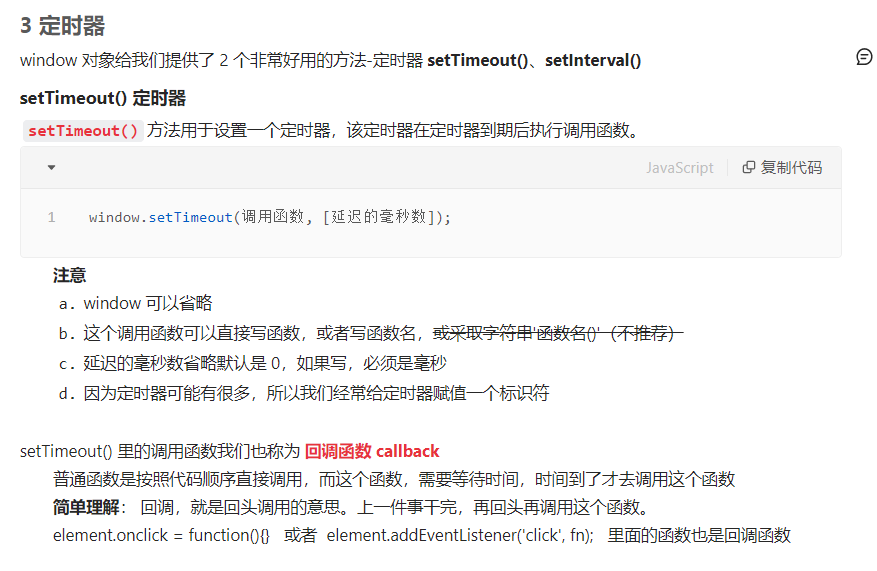 3 定时器
window 对象给我们提供了 2 个非常好用的方法-定时器 setTimeout()、setInterval()
setTimeout() 定时器
setTimeout() 方法用于设置一个定时器，该定时器在定时器到期后执行调用函数。
JavaScript 复制代码
1 window.setTimeout(调用函数, [延迟的毫秒数]);
注意
a. window 可以省略
b. 这个调用函数可以直接写函数，或者写函数名，或采取字符串'函数名()'（不推荐）
c. 延迟的毫秒数省略默认是 0，如果写，必须是毫秒
d. 因为定时器可能有很多，所以我们经常给定时器赋值一个标识符
setTimeout() 里的调用函数我们也称为 回调函数 callback
普通函数是按照代码顺序直接调用，而这个函数，需要等待时间，时间到了才去调用这个函数
简单理解： 回调，就是回头调用的意思。上一件事干完，再回头再调用这个函数。
element.onclick = function(){} 或者 element.addEventListener('click', fn); 里面的函数也是回调函数